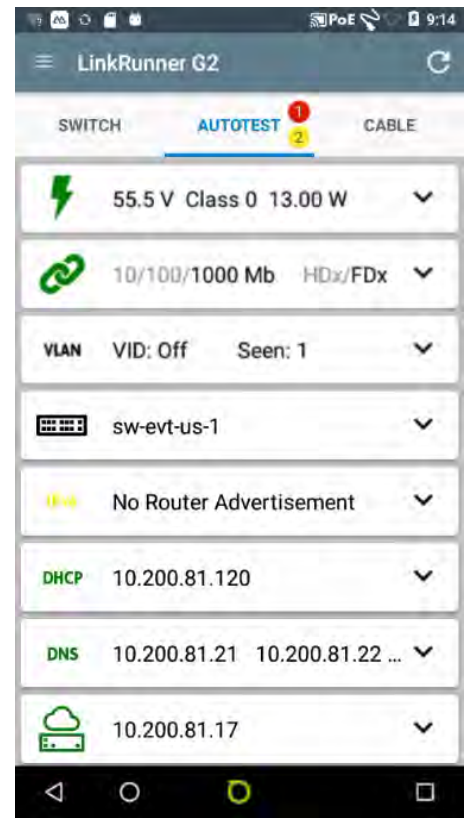 PoE 9:14
LinkRunner G2
SWITCH AUTOTEST 1 2 CABLE
55.5 V Class 0 13.00 W
10/100/1000 Mb HDx/FDx
VLAN VID: Off Seen: 1
sw-evt-us-1
No Router Advertisement
DHCP 10.200.81.120
DNS 10.200.81.21 10.200.81.22 ...
10.200.81.17